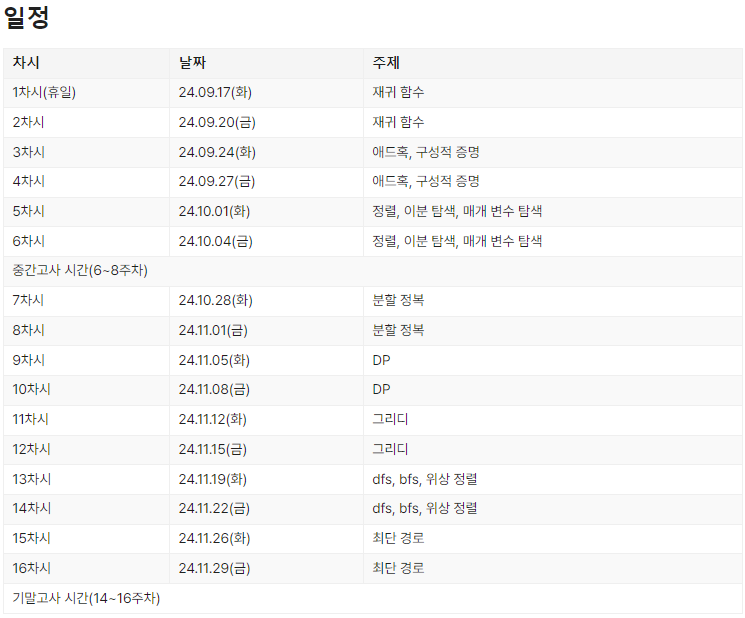 일정
차시 날짜 주제
1차시(휴일) 24.09.17(화) 재귀 함수
2차시 24.09.20(금) 재귀 함수
3차시 24.09.24(화) 애드혹, 구성적 증명
4차시 24.09.27(금) 애드혹, 구성적 증명
5차시 24.10.01(화) 정렬, 이분 탐색, 매개 변수 탐색
6차시 24.10.04(금) 정렬, 이분 탐색, 매개 변수 탐색
중간고사 시간(6~8주차)
7차시 24.10.28(화) 분할 정복
8차시 24.11.01(금) 분할 정복
9차시 24.11.05(화) DP
10차시 24.11.08(금) DP
11차시 24.11.12(화) 그리디
12차시 24.11.15(금) 그리디
13차시 24.11.19(화) dfs, bfs, 위상 정렬
14차시 24.11.22(금) dfs, bfs, 위상 정렬
15차시 24.11.26(화) 최단 경로
16차시 24.11.29(금) 최단 경로
기말고사 시간(14~16주차)